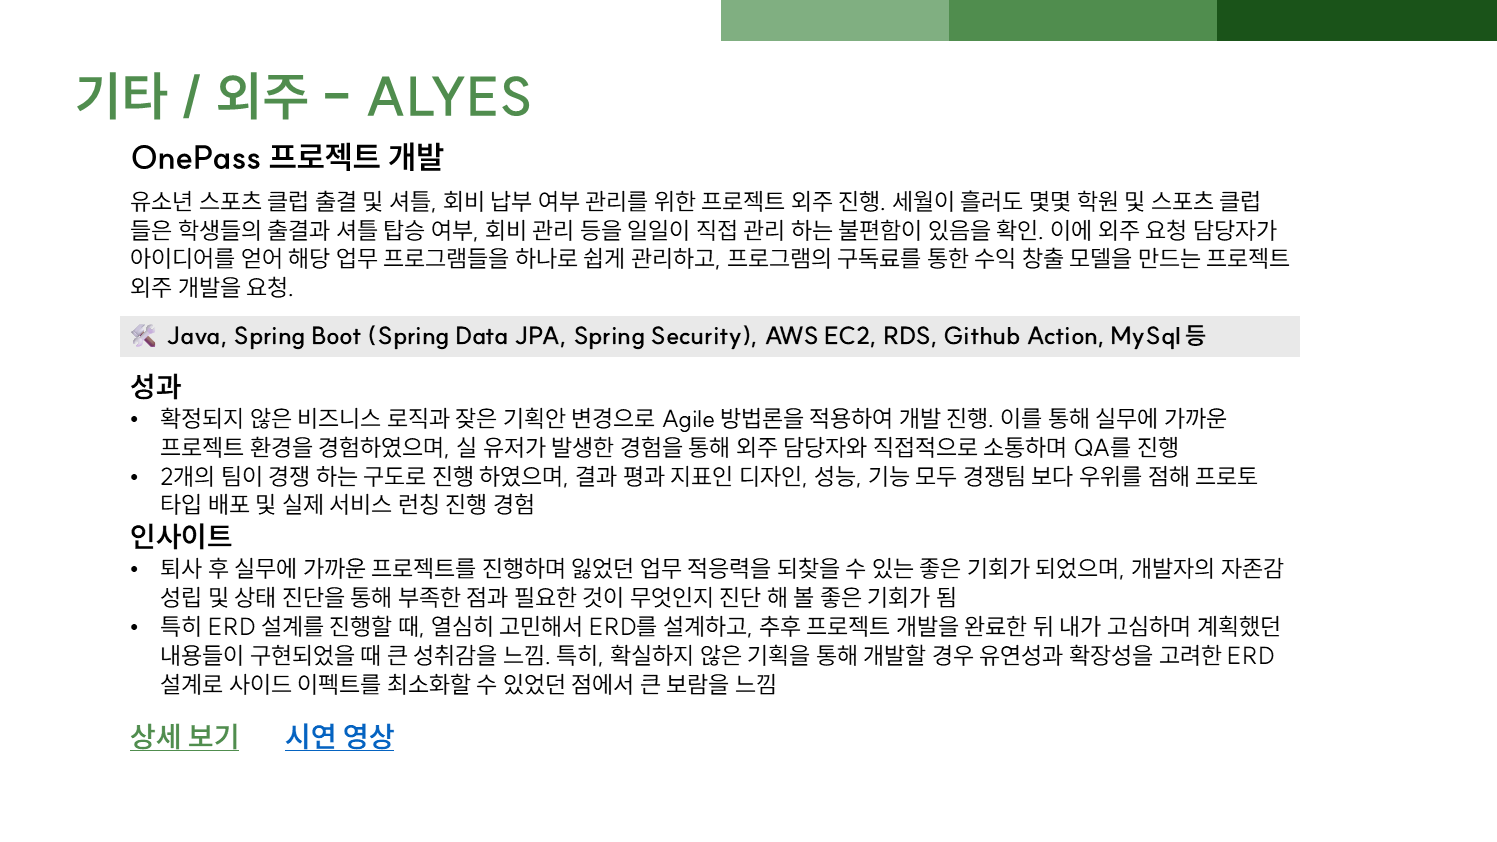 기타 / 외주 - ALYES
OnePass 프로젝트 개발
유소년 스포츠 클럽 출결 및 셔틀, 회비 납부 여부 관리를 위한 프로젝트 외주 진행. 세월이 흘러도 몇몇 학원 및 스포츠 클럽
들은 학생들의 출결과 셔틀 탑승 여부, 회비 관리 등을 일일이 직접 관리 하는 불편함이 있음을 확인. 이에 외주 요청 담당자가
아이디어를 얻어 해당 업무 프로그램들을 하나로 쉽게 관리하고, 프로그램의 구독료를 통한 수익 창출 모델을 만드는 프로젝트
외주 개발을 요청.
🛠 Java, Spring Boot (Spring Data JPA, Spring Security), AWS EC2, RDS, Github Action, MySql 등
성과
• 확정되지 않은 비즈니스 로직과 잦은 기획안 변경으로 Agile 방법론을 적용하여 개발 진행. 이를 통해 실무에 가까운
프로젝트 환경을 경험하였으며, 실 유저가 발생한 경험을 통해 외주 담당자와 직접적으로 소통하며 QA를 진행
• 2개의 팀이 경쟁 하는 구도로 진행 하였으며, 결과 평과 지표인 디자인, 성능, 기능 모두 경쟁팀 보다 우위를 점해 프로토
타입 배포 및 실제 서비스 런칭 진행 경험
인사이트
• 퇴사 후 실무에 가까운 프로젝트를 진행하며 잃었던 업무 적응력을 되찾을 수 있는 좋은 기회가 되었으며, 개발자의 자존감
성립 및 상태 진단을 통해 부족한 점과 필요한 것이 무엇인지 진단 해 볼 좋은 기회가 됨
• 특히 ERD 설계를 진행할 때, 열심히 고민해서 ERD를 설계하고, 추후 프로젝트 개발을 완료한 뒤 내가 고심하며 계획했던
내용들이 구현되었을 때 큰 성취감을 느낌. 특히, 확실하지 않은 기획을 통해 개발할 경우 유연성과 확장성을 고려한 ERD
설계로 사이드 이펙트를 최소화할 수 있었던 점에서 큰 보람을 느낌
상세 보기 시연 영상